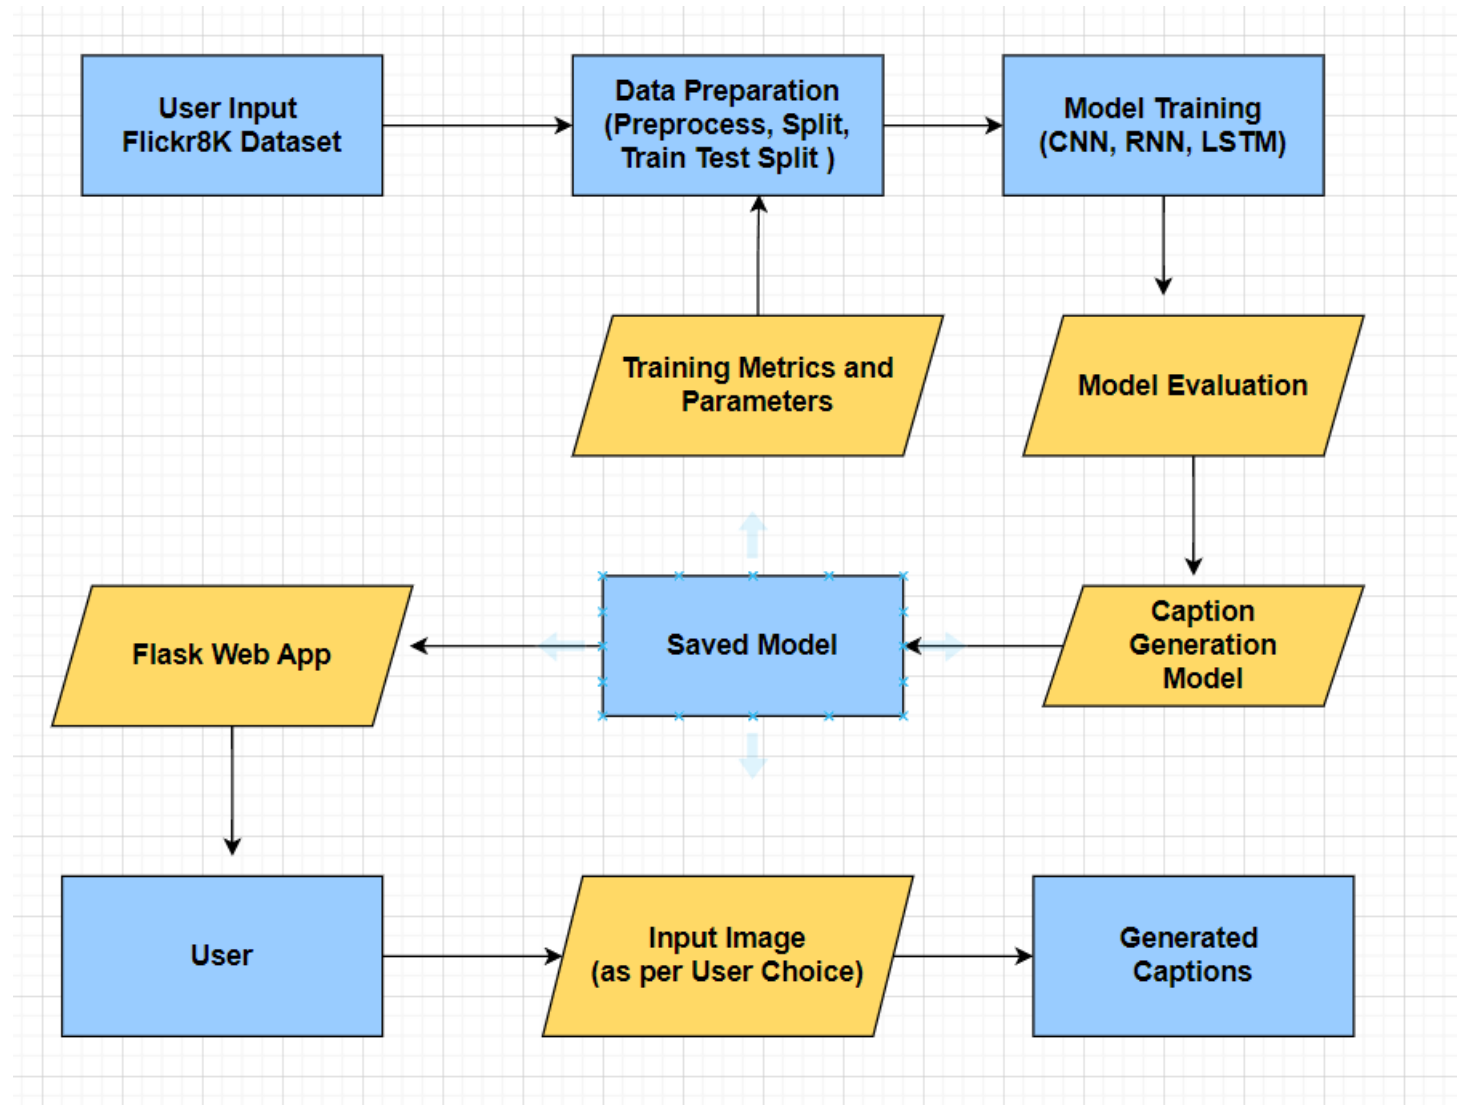 User Input
Flickr8K Dataset
Data Preparation
(Preprocess, Split,
Train Test Split )
Model Training
(CNN, RNN, LSTM)
Training Metrics and
Parameters
Model Evaluation
Flask Web App
Saved Model
Caption
Generation
Model
User
Input Image
(as per User Choice)
Generated
Captions